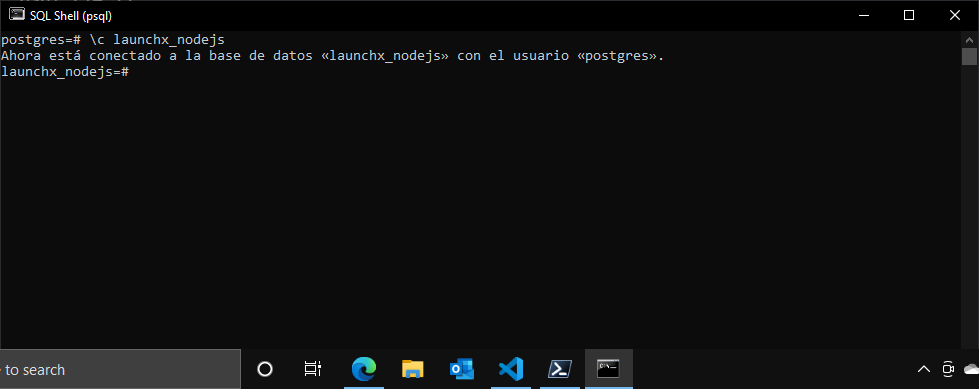 SQL Shell (psql)
postgres=# \c launchx_nodejs
Ahora está conectado a la base de datos «launchx_nodejs» con el usuario «postgres».
launchx_nodejs=#
to search